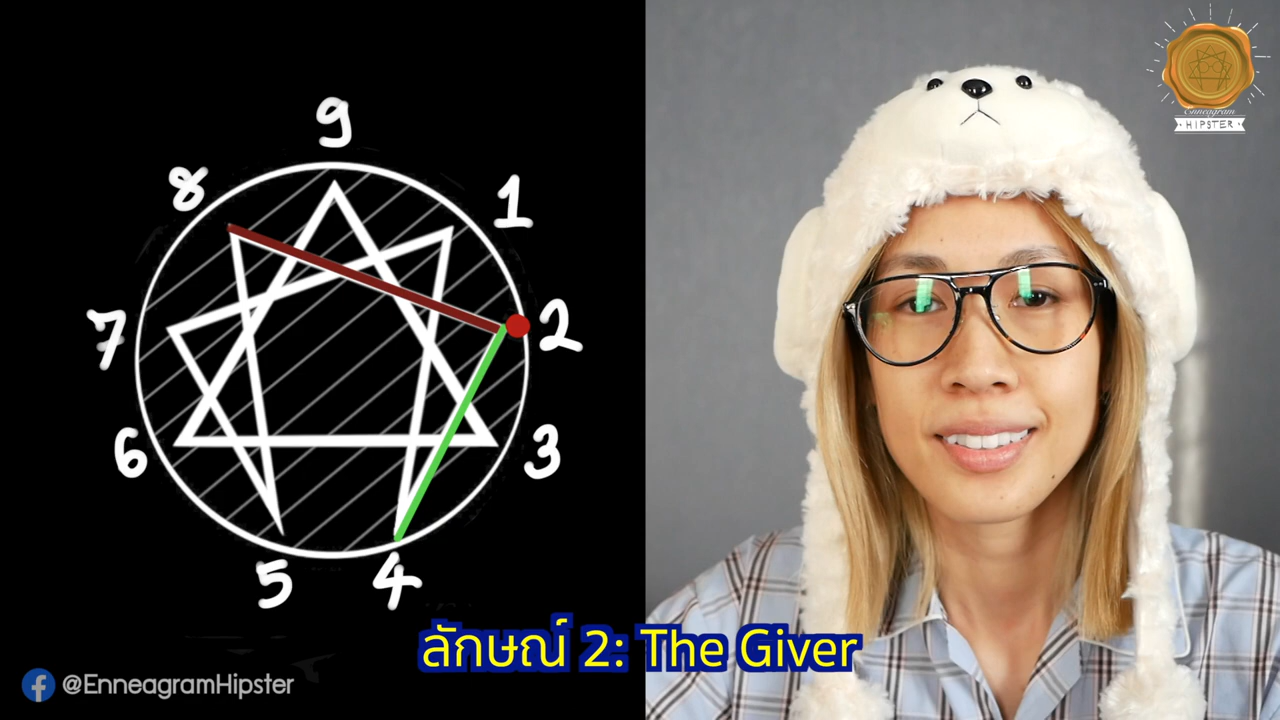 9
8
1
7
2
6
3
5
4
Enneagram
HIPSTER
ลักษณ์ 2: The Giver
@EnneagramHipster